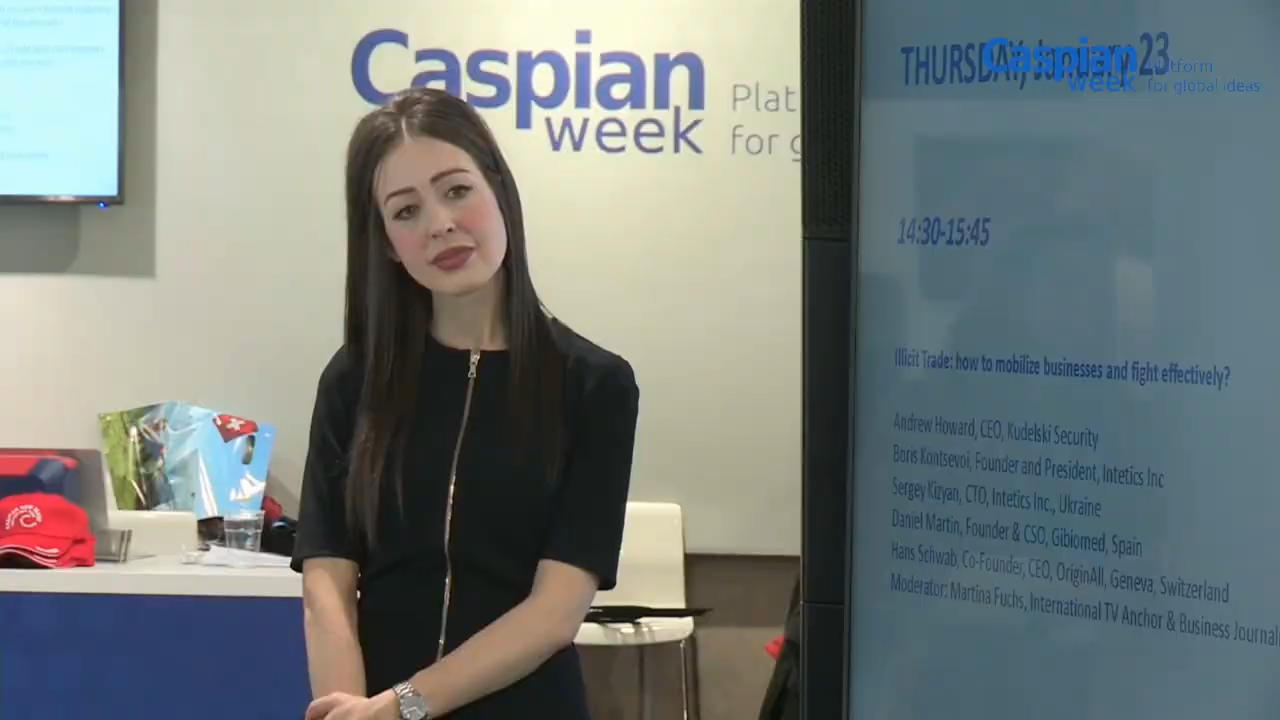 Caspian
week
Plat
for g
THURSDAY, January 23
Caspian
week
tform
for global ideas
14:30-15:45
Illicit Trade: how to mobilize businesses and fight effectively?
Andrew Howard, CEO, Kudelski Security
Boris Kontsevoi, Founder and President, Intetics Inc
Sergey Kizyan, CTO, Intetics Inc., Ukraine
Daniel Martin, Founder & CSO, Gibiomed, Spain
Hans Schwab, Co-Founder, CEO, OriginAll, Geneva, Switzerland
Moderator: Martina Fuchs, International TV Anchor & Business Journal